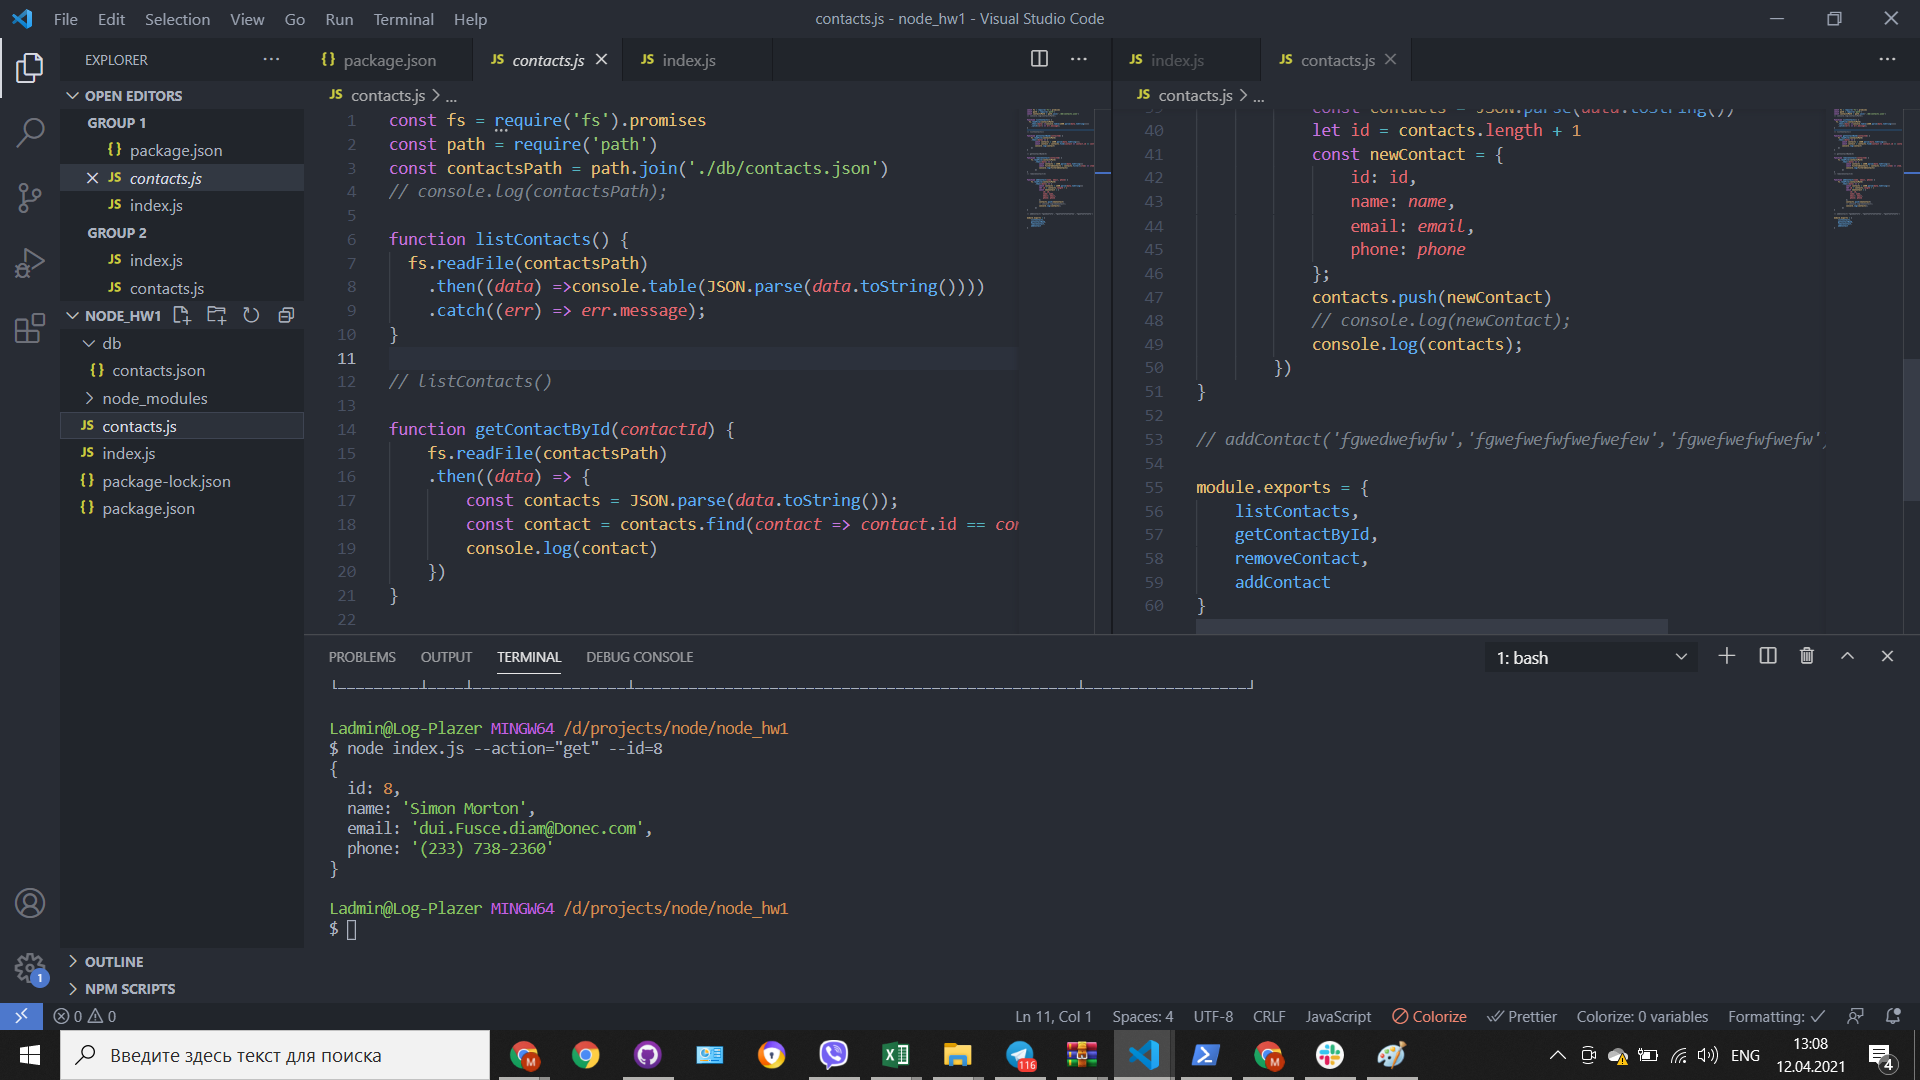 File Edit Selection View Go Run Terminal Help
contacts.js - node_hw1 - Visual Studio Code
EXPLORER
OPEN EDITORS
GROUP 1
{} package.json
JS contacts.js
JS index.js
GROUP 2
JS index.js
JS contacts.js
NODE_HW1
db
{} contacts.json
node_modules
JS contacts.js
JS index.js
{} package-lock.json
{} package.json
OUTLINE
NPM SCRIPTS
{} package.json
JS contacts.js
JS index.js
JS contacts.js > ...
1 const fs = require('fs').promises
2 const path = require('path')
3 const contactsPath = path.join('./db/contacts.json')
4 // console.log(contactsPath);
5
6 function listContacts() {
7 fs.readFile(contactsPath)
8 .then((data) =>console.table(JSON.parse(data.toString())))
9 .catch((err) => err.message);
10 }
11
12 // listContacts()
13
14 function getContactById(contactId) {
15 fs.readFile(contactsPath)
16 .then((data) => {
17 const contacts = JSON.parse(data.toString());
18 const contact = contacts.find(contact => contact.id == con
19 console.log(contact)
20 })
21 }
22
JS index.js
JS contacts.js
JS contacts.js > ...
39 const contacts = JSON.parse(data.toString())
40 let id = contacts.length + 1
41 const newContact = {
42 id: id,
43 name: name,
44 email: email,
45 phone: phone
46 };
47 contacts.push(newContact)
48 // console.log(newContact);
49 console.log(contacts);
50 })
51 }
52
53 // addContact('fgwedwefwfw','fgwefwefwfwefwefew','fgwefwefwfwefw'
54
55 module.exports = {
56 listContacts,
57 getContactById,
58 removeContact,
59 addContact
60 }
PROBLEMS OUTPUT TERMINAL DEBUG CONSOLE
1: bash
Ladmin@Log-Plazer MINGW64 /d/projects/node/node_hw1
$ node index.js --action="get" --id=8
{
id: 8,
name: 'Simon Morton',
email: 'dui.Fusce.diam@Donec.com',
phone: '(233) 738-2360'
}
Ladmin@Log-Plazer MINGW64 /d/projects/node/node_hw1
$
1
0 0
Ln 11, Col 1 Spaces: 4 UTF-8 CRLF JavaScript Colorize Prettier Colorize: 0 variables Formatting:
Введите здесь текст для поиска
M
116
M
ENG
13:08
12.04.2021
4